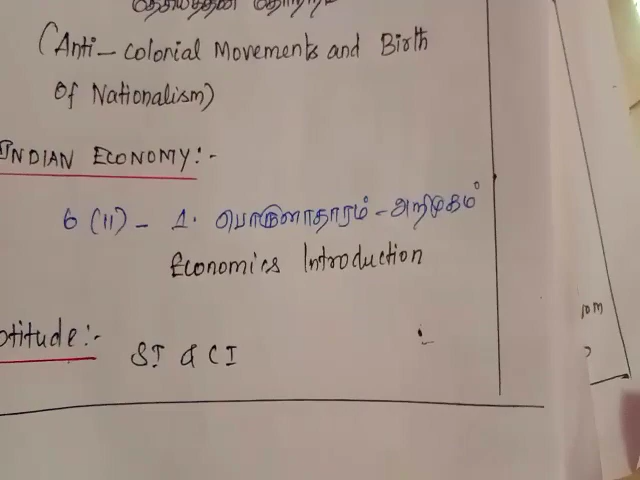 (Anti-colonial Movements and Birth
Of Nationalism)
INDIAN ECONOMY:-
6 (II) - 1. பொருளாதாரம் - அறிமுகம்
Economics Introduction
ptitude:-
SI & CI
10m